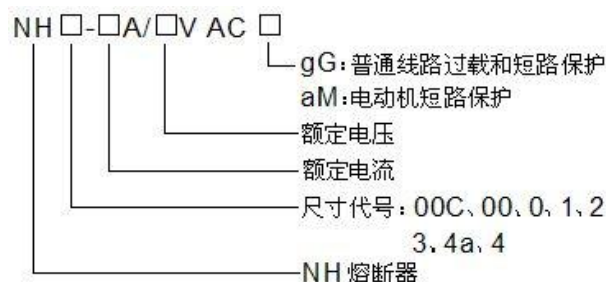 NH□-□A/□V AC □
gG:普通线路过载和短路保护
aM:电动机短路保护
额定电压
额定电流
尺寸代号:00C、00、0、1、2
3、4a、4
NH熔断器